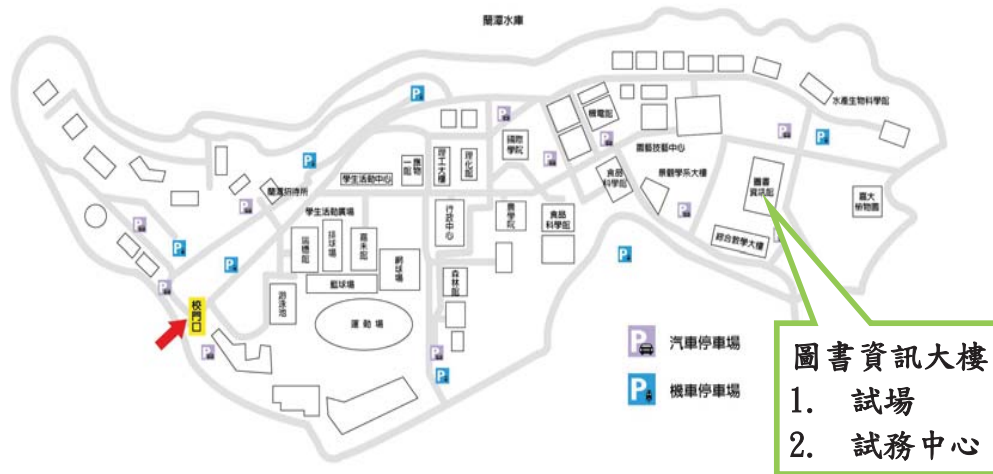 蘭潭水庫
水產生物科學館
機電館
國際學院
園藝技藝中心
理工大樓
理化館
應物一館
學生活動中心
食品科學館
景觀學系大樓
圖書資訊館
嘉大植物園
蘭潭招待所
學生活動廣場
行政中心
農學院
食品科學館
瑞穗館
排球場
嘉禾館
網球場
綜合教學大樓
籃球場
森林館
游泳池
校門口
運動場
汽車停車場
機車停車場
圖書資訊大樓
1. 試場
2. 試務中心